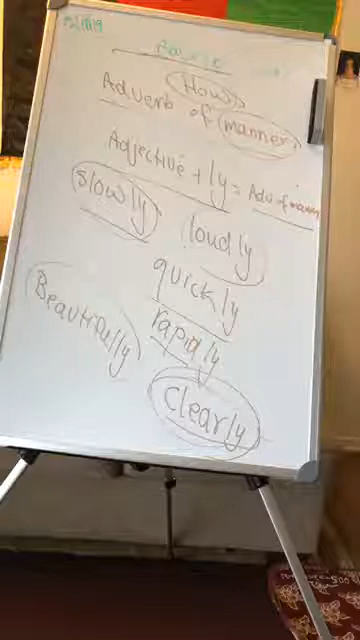 How
Adverb of manner
Adjective + ly = Adv of manner
slowly
loudly
quickly
rapidly
Beautifully
Clearly